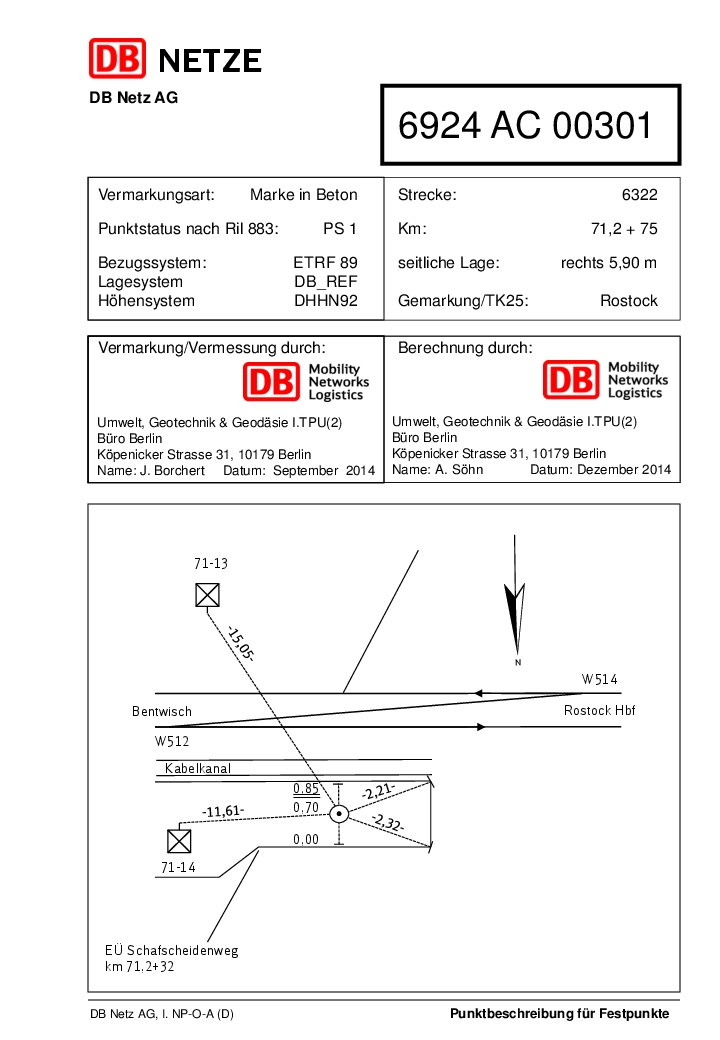 DB NETZE
DB Netz AG
6924 AC 00301
Vermarkungsart: Marke in Beton
Punktstatus nach Ril 883: PS 1
Bezugssystem: ETRF 89
Lagesystem DB_REF
Höhensystem DHHN92
Strecke: 6322
Km: 71,2 + 75
seitliche Lage: rechts 5,90 m
Gemarkung/TK25: Rostock
Vermarkung/Vermessung durch:
DB Mobility
Networks
Logistics
Umwelt, Geotechnik & Geodäsie I.TPU(2)
Büro Berlin
Köpenicker Strasse 31, 10179 Berlin
Name: J. Borchert Datum: September 2014
Berechnung durch:
DB Mobility
Networks
Logistics
Umwelt, Geotechnik & Geodäsie I.TPU(2)
Büro Berlin
Köpenicker Strasse 31, 10179 Berlin
Name: A. Söhn Datum: Dezember 2014
71-13
-15,05-
N
W514
Bentwisch
Rostock Hbf
W512
Kabelkanal
0,85
-2,21-
0,70
-11,61-
-2,32-
0,00
71-14
EÜ Schafscheidenweg
km 71,2+32
DB Netz AG, I. NP-O-A (D)
Punktbeschreibung für Festpunkte